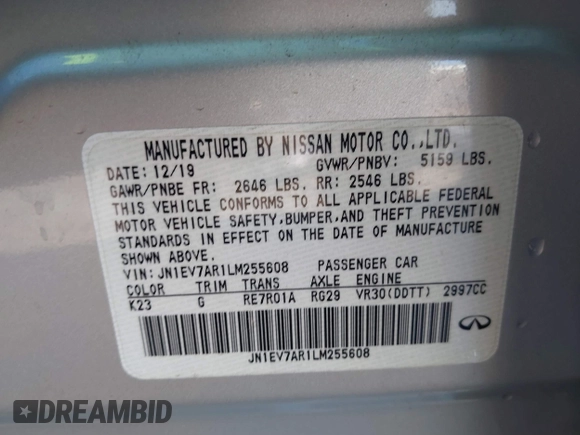 MANUFACTURED BY NISSAN MOTOR CO.,LTD.
DATE: 12/19 GVWR/PNBV: 5159 LBS.
GAWR/PNBE FR: 2646 LBS. RR: 2546 LBS.
THIS VEHICLE CONFORMS TO ALL APPLICABLE FEDERAL
MOTOR VEHICLE SAFETY,BUMPER,AND THEFT PREVENTION
STANDARDS IN EFFECT ON THE DATE OF MANUFACTURE
SHOWN ABOVE.
VIN: JN1EV7AR1LM255608 PASSENGER CAR
COLOR TRIM TRANS AXLE ENGINE
K23 G RE7R01A RG29 VR30(DDTT) 2997CC
JN1EV7AR1LM255608
DREAMBID